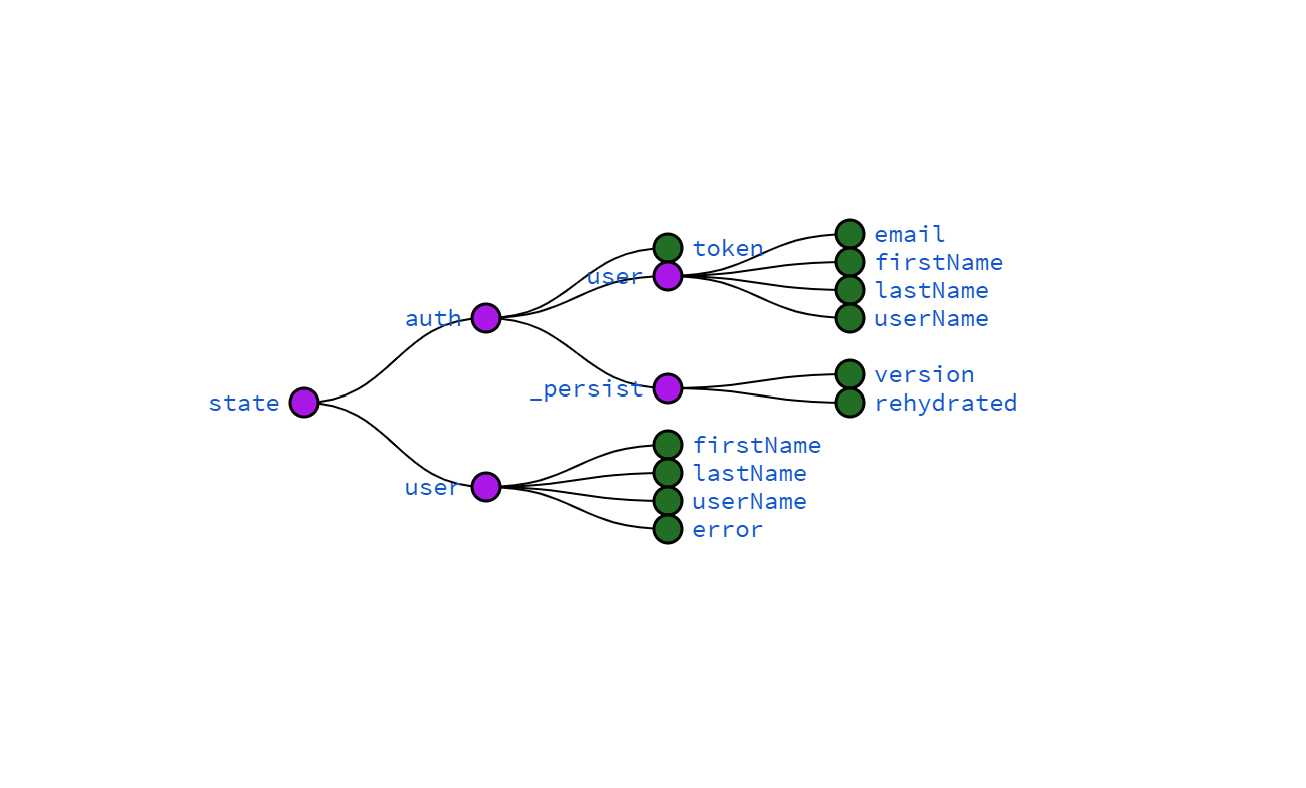 state
auth
token
user
email
firstName
lastName
userName
_persist
version
rehydrated
user
firstName
lastName
userName
error